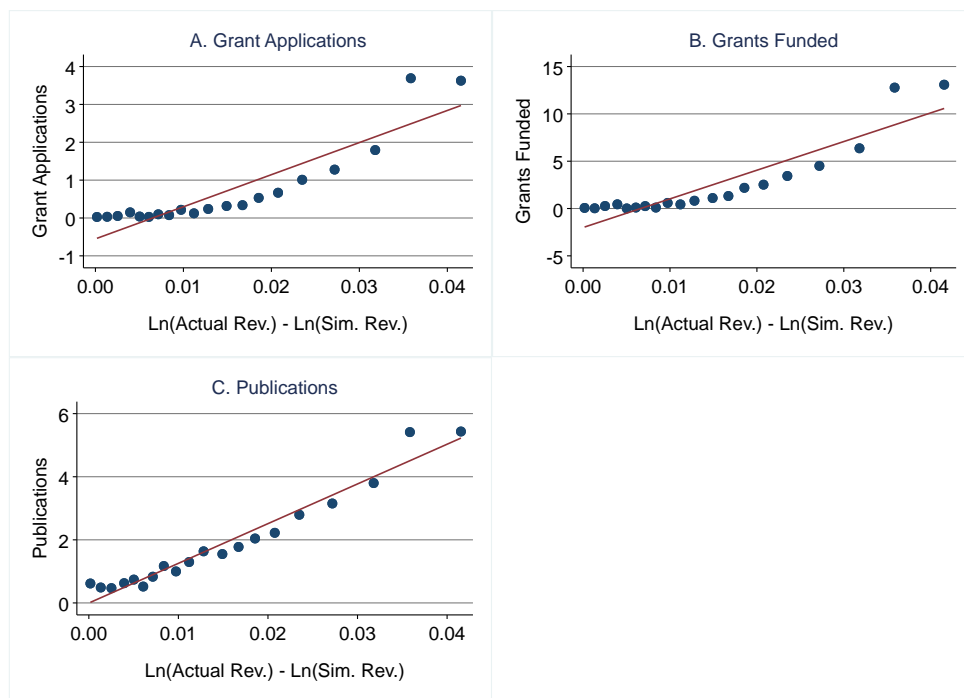 A. Grant Applications
4
3
2
1
0
-1
Grant Applications
0.00 0.01 0.02 0.03 0.04
Ln(Actual Rev.) - Ln(Sim. Rev.)
B. Grants Funded
15
10
5
0
-5
Grants Funded
0.00 0.01 0.02 0.03 0.04
Ln(Actual Rev.) - Ln(Sim. Rev.)
C. Publications
6
4
2
0
Publications
0.00 0.01 0.02 0.03 0.04
Ln(Actual Rev.) - Ln(Sim. Rev.)